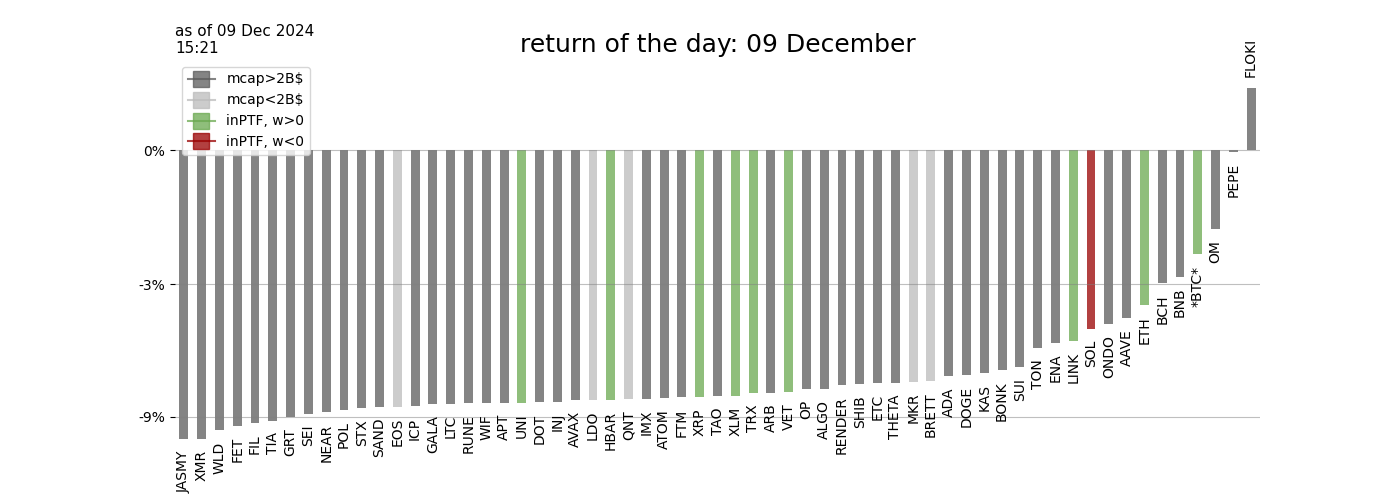 as of 09 Dec 2024
15:21
return of the day: 09 December
mcap>2B$
mcap<2B$
inPTF, w>0
inPTF, w<0
0%
-3%
-9%
JASMY
XMR
WLD
FET
FIL
TIA
GRT
SEI
NEAR
POL
STX
SAND
EOS
ICP
GALA
LTC
RUNE
WIF
APT
UNI
DOT
INJ
AVAX
LDO
HBAR
QNT
IMX
ATOM
FTM
XRP
TAO
XLM
TRX
ARB
VET
OP
ALGO
RENDER
SHIB
ETC
THETA
MKR
BRETT
ADA
DOGE
KAS
BONK
SUI
TON
ENA
LINK
SOL
ONDO
AAVE
ETH
BCH
BNB
*BTC*
OM
PEPE
FLOKI